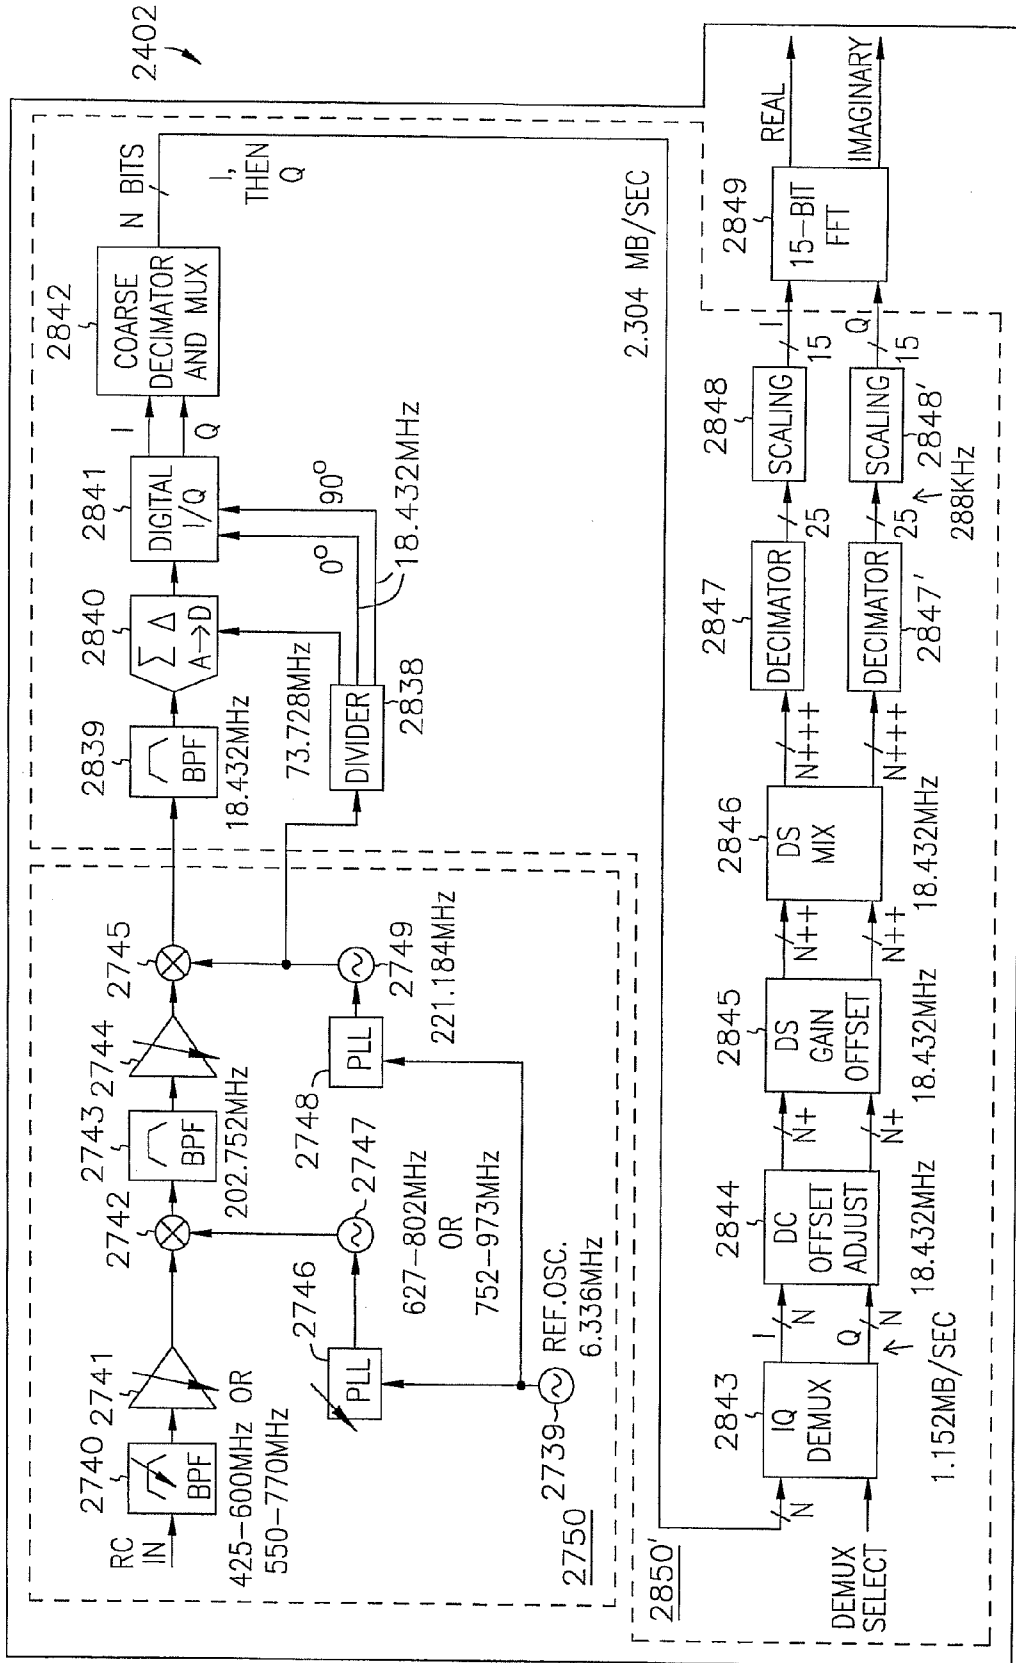 2402
RC
IN
2740
BPF
425-600MHz OR
550-770MHz
2741
2742
2743
BPF
202.752MHz
2744
2745
2746
PLL
2747
627-802MHz
OR
752-973MHz
2748
PLL
2749
221.184MHz
2739
REF.OSC.
6.336MHz
2750
2839
BPF
18.432MHz
2840
Σ Δ
A→D
2841
DIGITAL
I/Q
I
Q
2842
COARSE
DECIMATOR
AND MUX
N BITS
I,
THEN
Q
73.728MHz
DIVIDER
2838
0°
90°
18.432MHz
2.304 MB/SEC
2850'
N
DEMUX
SELECT
2843
IQ
DEMUX
I
N
Q
N
1.152MB/SEC
2844
DC
OFFSET
ADJUST
18.432MHz
N+
N+
2845
DS
GAIN
OFFSET
18.432MHz
N++
N++
2846
DS
MIX
18.432MHz
N+++
N+++
2847
DECIMATOR
DECIMATOR
2847'
25
25
288KHz
2848
SCALING
SCALING
2848'
I
15
Q
15
2849
15-BIT
FFT
REAL
IMAGINARY